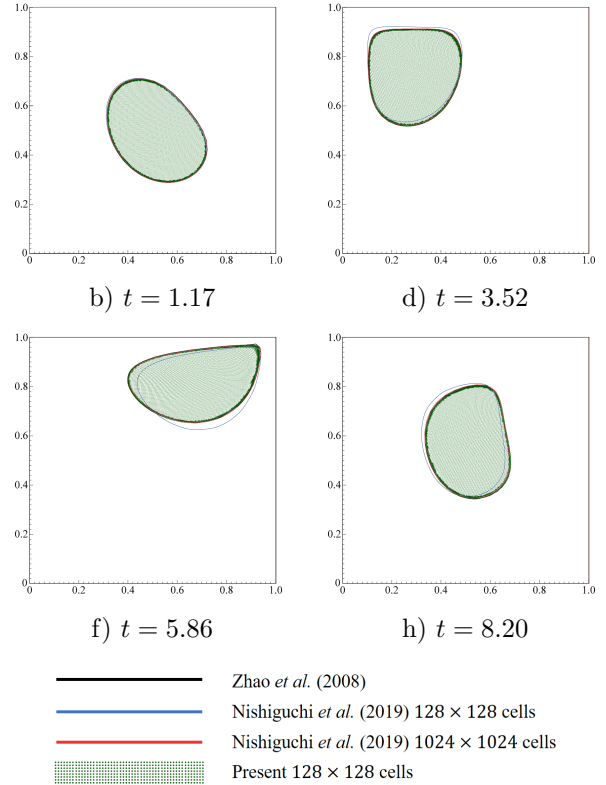 1.0 1.0
0.8 0.8
0.6 0.6
0.4 0.4
0.2 0.2
0 0
0 0.2 0.4 0.6 0.8 1.0 0 0.2 0.4 0.6 0.8 1.0
b) t = 1.17 d) t = 3.52
1.0 1.0
0.8 0.8
0.6 0.6
0.4 0.4
0.2 0.2
0 0
0 0.2 0.4 0.6 0.8 1.0 0 0.2 0.4 0.6 0.8 1.0
f) t = 5.86 h) t = 8.20
Zhao et al. (2008)
Nishiguchi et al. (2019) 128 × 128 cells
Nishiguchi et al. (2019) 1024 × 1024 cells
Present 128 × 128 cells